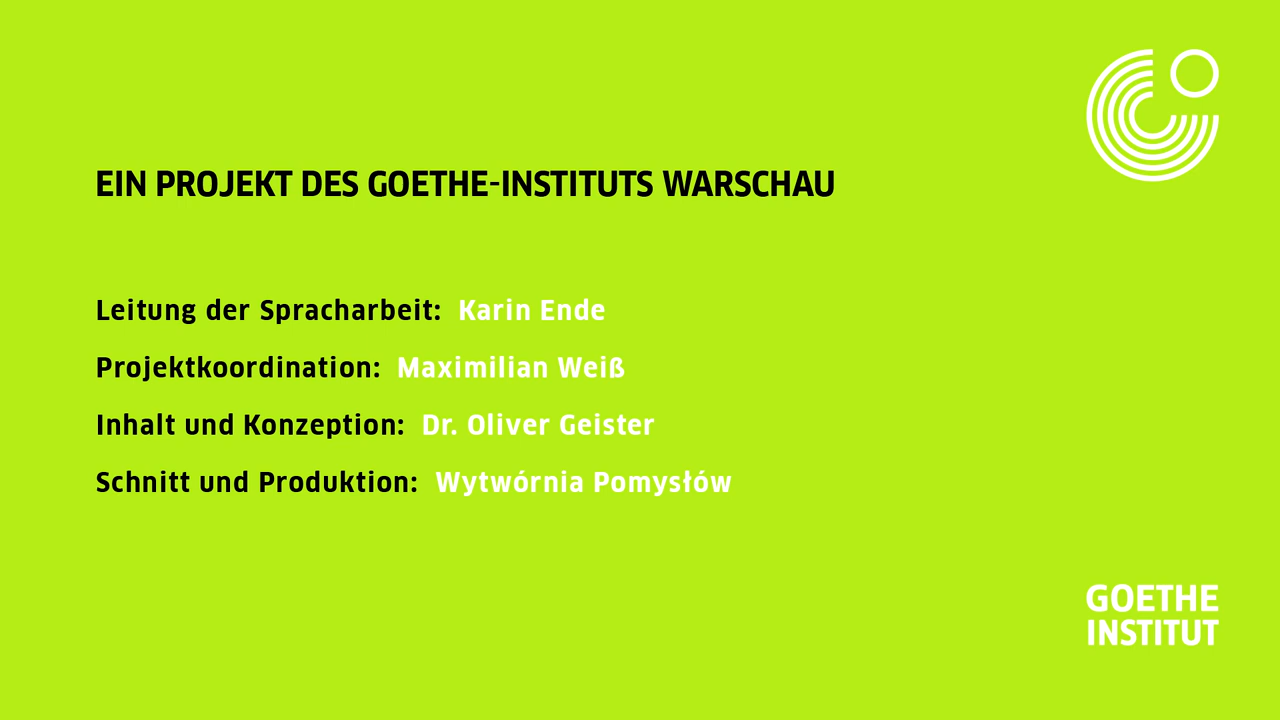 EIN PROJEKT DES GOETHE-INSTITUTS WARSCHAU
Leitung der Spracharbeit: Karin Ende
Projektkoordination: Maximilian Weiß
Inhalt und Konzeption: Dr. Oliver Geister
Schnitt und Produktion: Wytwórnia Pomysłów
GOETHE
INSTITUT